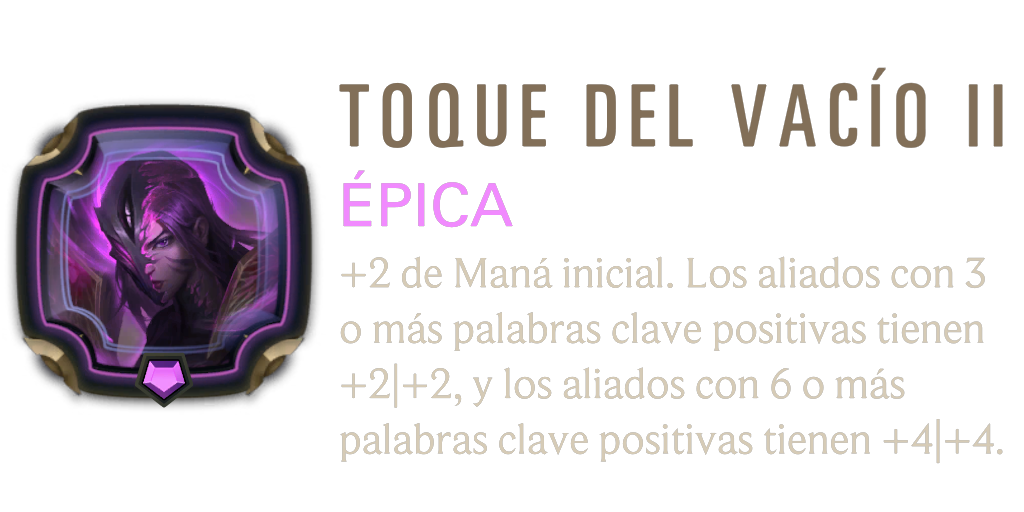 TOQUE DEL VACÍO II
ÉPICA
+2 de Maná inicial. Los aliados con 3
o más palabras clave positivas tienen
+2|+2, y los aliados con 6 o más
palabras clave positivas tienen +4|+4.